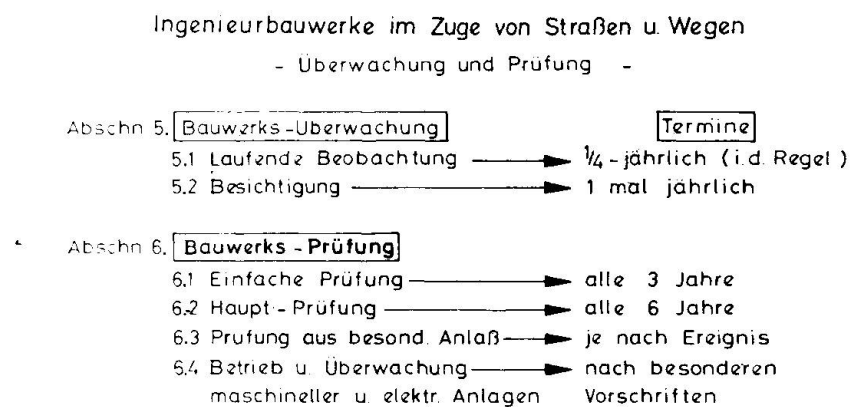 Ingenieurbauwerke im Zuge von Straßen u. Wegen
- Überwachung und Prüfung -
Abschn 5. Bauwerks-Uberwachung Termine
5.1 Laufende Beobachtung 1/4-jährlich (i.d. Regel)
5.2 Besichtigung 1 mal jährlich
Abschn 6. Bauwerks-Prüfung
6.1 Einfache Prüfung alle 3 Jahre
6.2 Haupt-Prüfung alle 6 Jahre
6.3 Prufung aus besond. Anlaß je nach Ereignis
6.4 Betrieb u. Überwachung nach besonderen
maschineller u. elektr. Anlagen Vorschriften